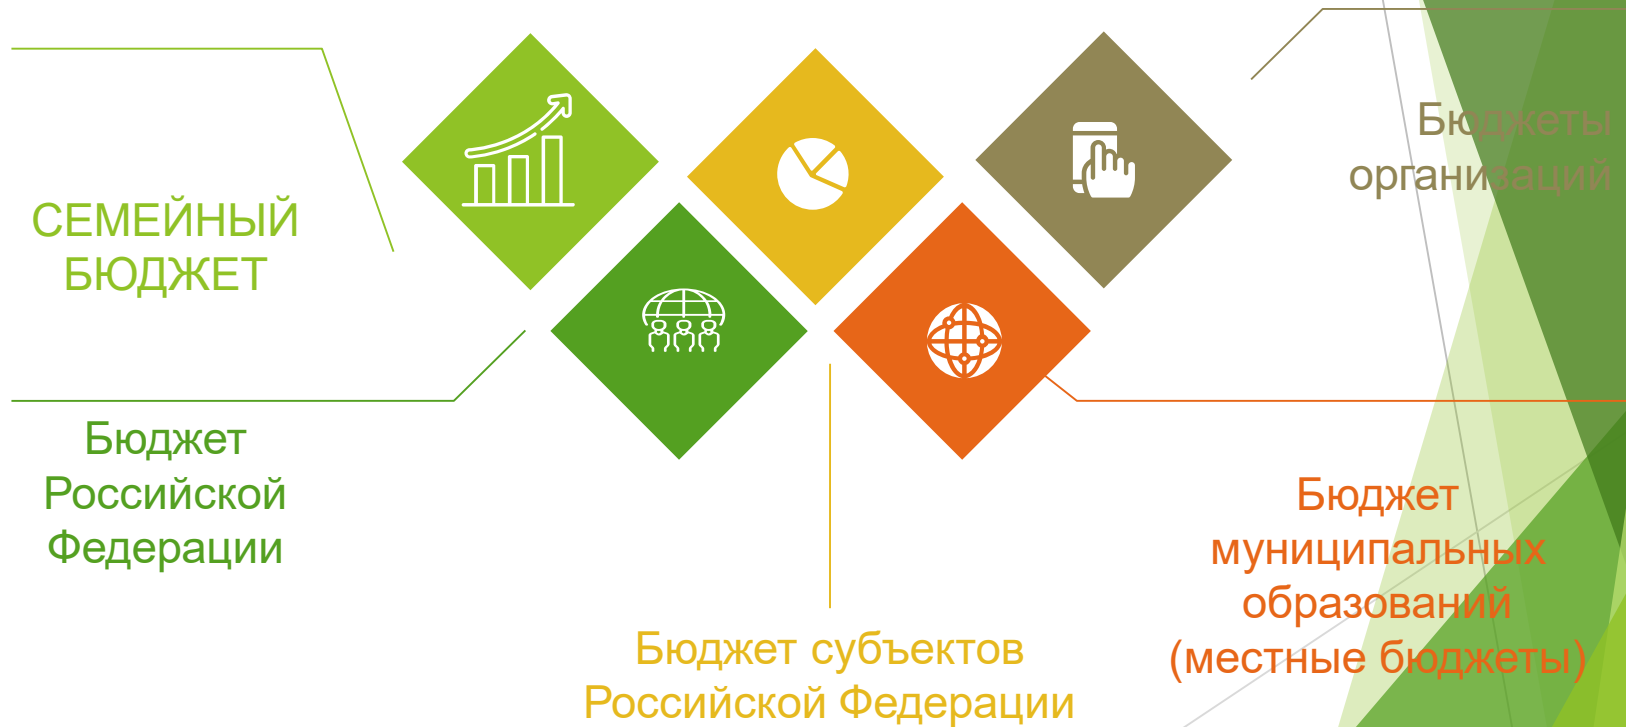 СЕМЕЙНЫЙ
БЮДЖЕТ
Бюджет
Российской
Федерации
Бюджет субъектов
Российской Федерации
Бюджеты
организаций
Бюджет
муниципальных
образований
(местные бюджеты)